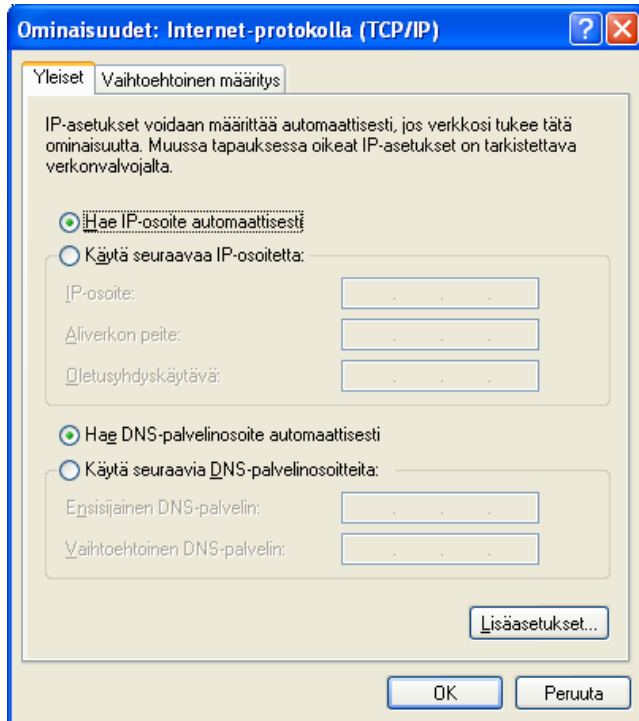 Ominaisuudet: Internet-protokolla (TCP/IP)
Yleiset
Vaihtoehtoinen määritys
IP-asetukset voidaan määrittää automaattisesti, jos verkkosi tukee tätä
ominaisuutta. Muussa tapauksessa oikeat IP-asetukset on tarkistettava
verkonvalvojalta.
Hae IP-osoite automaattisesti
Käytä seuraavaa IP-osoitetta:
IP-osoite:
Aliverkon peite:
Oletusyhdyskäytävä:
Hae DNS-palvelinosoite automaattisesti
Käytä seuraavia DNS-palvelinosoitteita:
Ensisijainen DNS-palvelin:
Vaihtoehtoinen DNS-palvelin:
Lisäasetukset...
OK
Peruuta